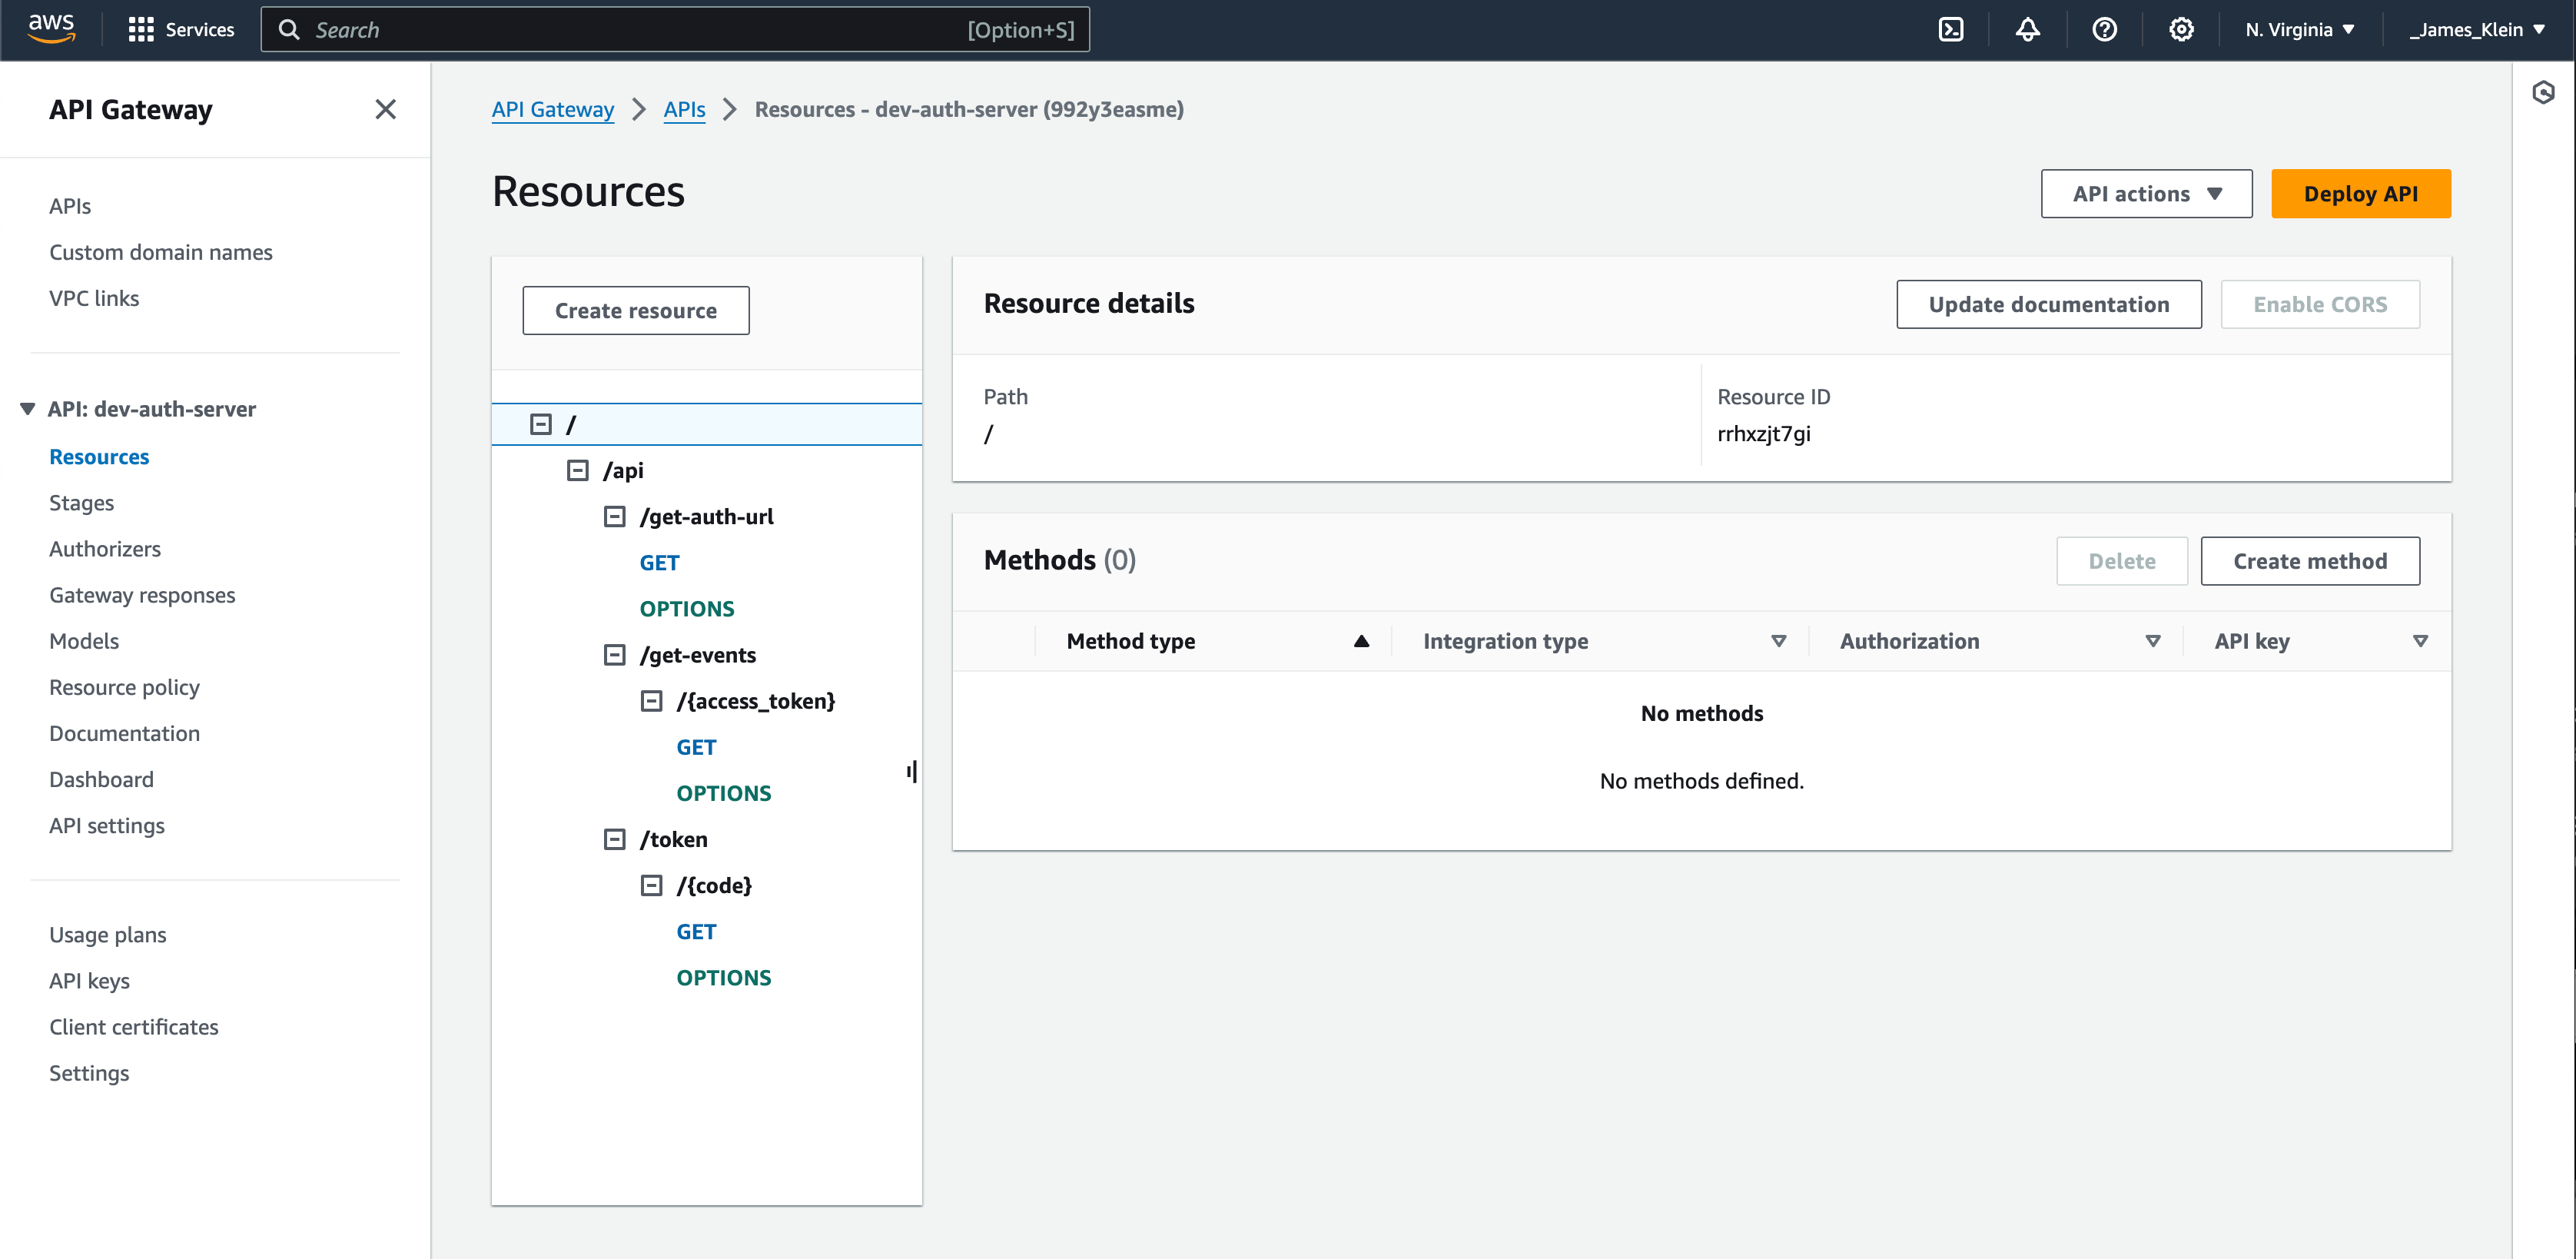 aws
Services
Search
[Option+S]
N. Virginia
_James_Klein
API Gateway
APIs
Custom domain names
VPC links
API: dev-auth-server
Resources
Stages
Authorizers
Gateway responses
Models
Resource policy
Documentation
Dashboard
API settings
Usage plans
API keys
Client certificates
Settings
API Gateway > APIs > Resources - dev-auth-server (992y3easme)
Resources
API actions
Deploy API
Create resource
/
/api
/get-auth-url
GET
OPTIONS
/get-events
/{access_token}
GET
OPTIONS
/token
/{code}
GET
OPTIONS
Resource details
Update documentation
Enable CORS
Path
/
Resource ID
rrhxzjt7gi
Methods (0)
Delete
Create method
Method type
Integration type
Authorization
API key
No methods
No methods defined.